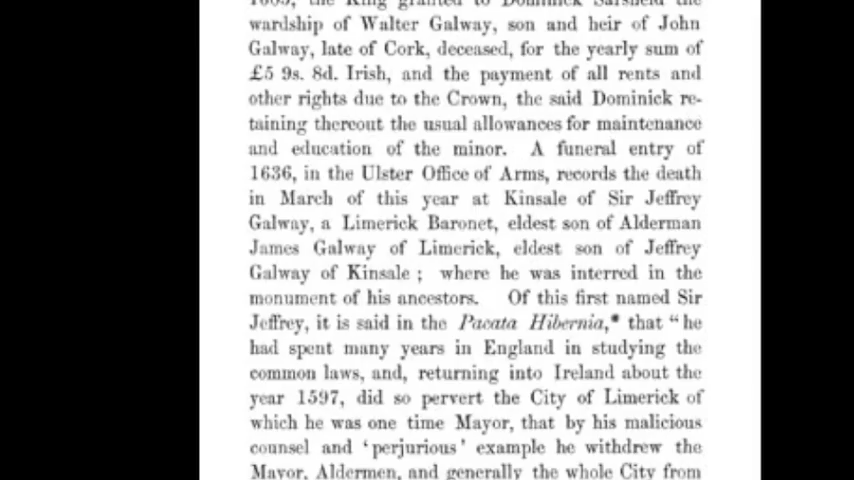 1603, the King granted to Dominick Sarsfield the
wardship of Walter Galway, son and heir of John
Galway, late of Cork, deceased, for the yearly sum of
£5 9s. 8d. Irish, and the payment of all rents and
other rights due to the Crown, the said Dominick re-
taining thereout the usual allowances for maintenance
and education of the minor. A funeral entry of
1636, in the Ulster Office of Arms, records the death
in March of this year at Kinsale of Sir Jeffrey
Galway, a Limerick Baronet, eldest son of Alderman
James Galway of Limerick, eldest son of Jeffrey
Galway of Kinsale ; where he was interred in the
monument of his ancestors. Of this first named Sir
Jeffrey, it is said in the Pacata Hibernia,* that “ he
had spent many years in England in studying the
common laws, and, returning into Ireland about the
year 1597, did so pervert the City of Limerick of
which he was one time Mayor, that by his malicious
counsel and ‘ perjurious ’ example he withdrew the
Mayor, Aldermen, and generally the whole City from